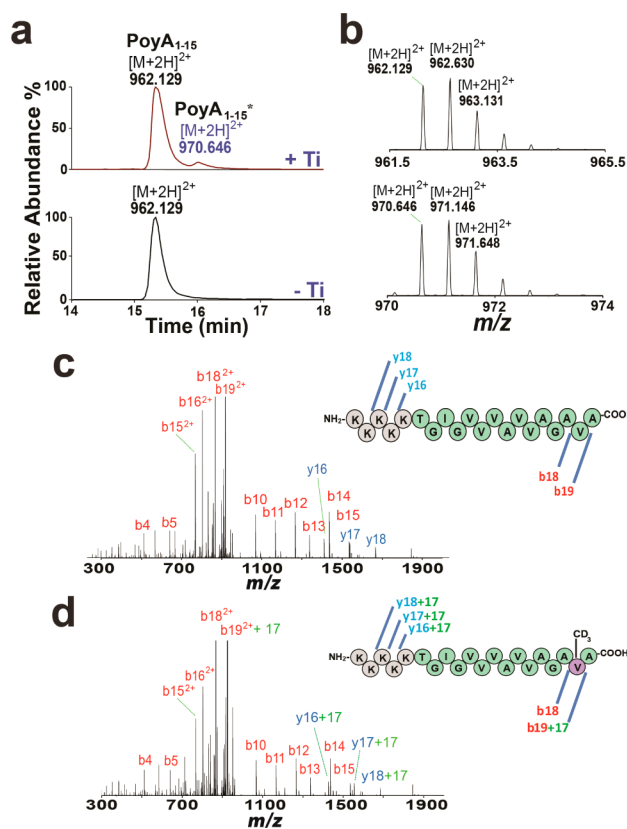 a
PoyA1-15
[M+2H]2+
962.129
PoyA1-15*
[M+2H]2+
970.646
+ Ti
100
50
0
[M+2H]2+
962.129
- Ti
100
50
0
14 15 16 17 18
Time (min)
Relative Abundance %
b
[M+2H]2+
962.129
[M+2H]2+
962.630
[M+2H]2+
963.131
961.5 963.5 965.5
[M+2H]2+
970.646
[M+2H]2+
971.146
[M+2H]2+
971.648
970 972 974
m/z
c
b18 2+
b19 2+
b16 2+
b15 2+
b4 b5
b10
b11
b12
b13
y16
b14
b15
y17
y18
300 700 1100 1500 1900
m/z
y18
y17
y16
NH2- K K K K T I V V V A A A -COO
K K K G G V A V G V
b18
b19
d
b18 2+
b19 2+ + 17
b16 2+
b15 2+
b4 b5
b10
b11
b12
b13
y16+17
b14
b15
y17+17
y18+17
300 700 1100 1500 1900
m/z
y18+17
y17+17
y16+17
CD3
NH2- K K K K T I V V V A A A -COOH
K K K G G V A V G V
b18
b19+17